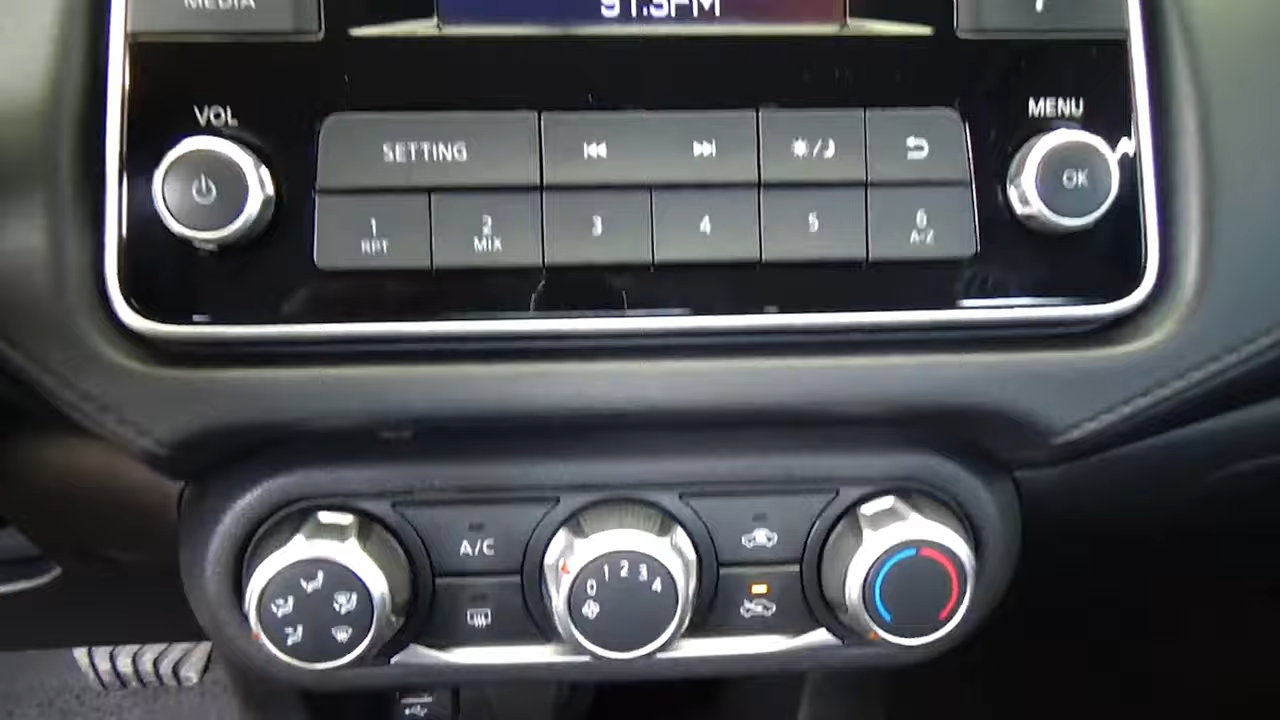 MEDIA
91.3FM
VOL
MENU
SETTING
OK
1
RPT
2
MIX
3
4
5
6
A-Z
A/C
0 1 2 3 4